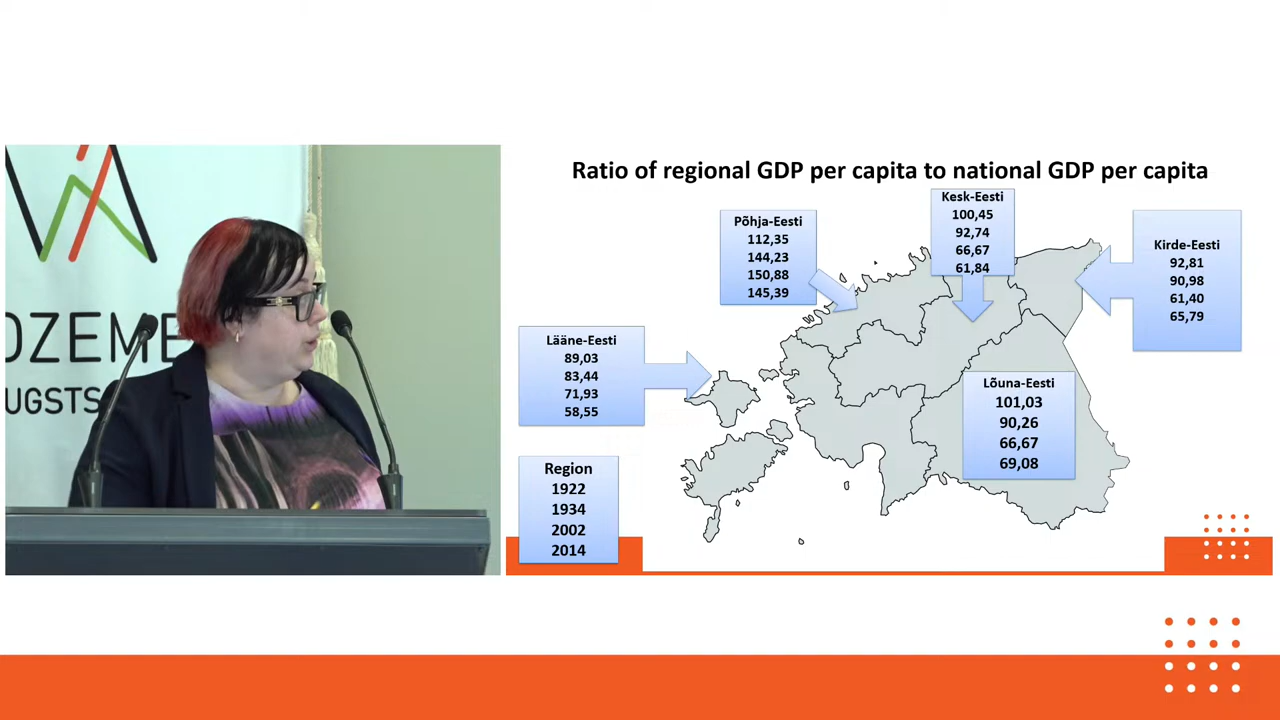 OZEME
UGSTS
Ratio of regional GDP per capita to national GDP per capita
Põhja-Eesti
112,35
144,23
150,88
145,39
Kesk-Eesti
100,45
92,74
66,67
61,84
Kirde-Eesti
92,81
90,98
61,40
65,79
Lääne-Eesti
89,03
83,44
71,93
58,55
Lõuna-Eesti
101,03
90,26
66,67
69,08
Region
1922
1934
2002
2014